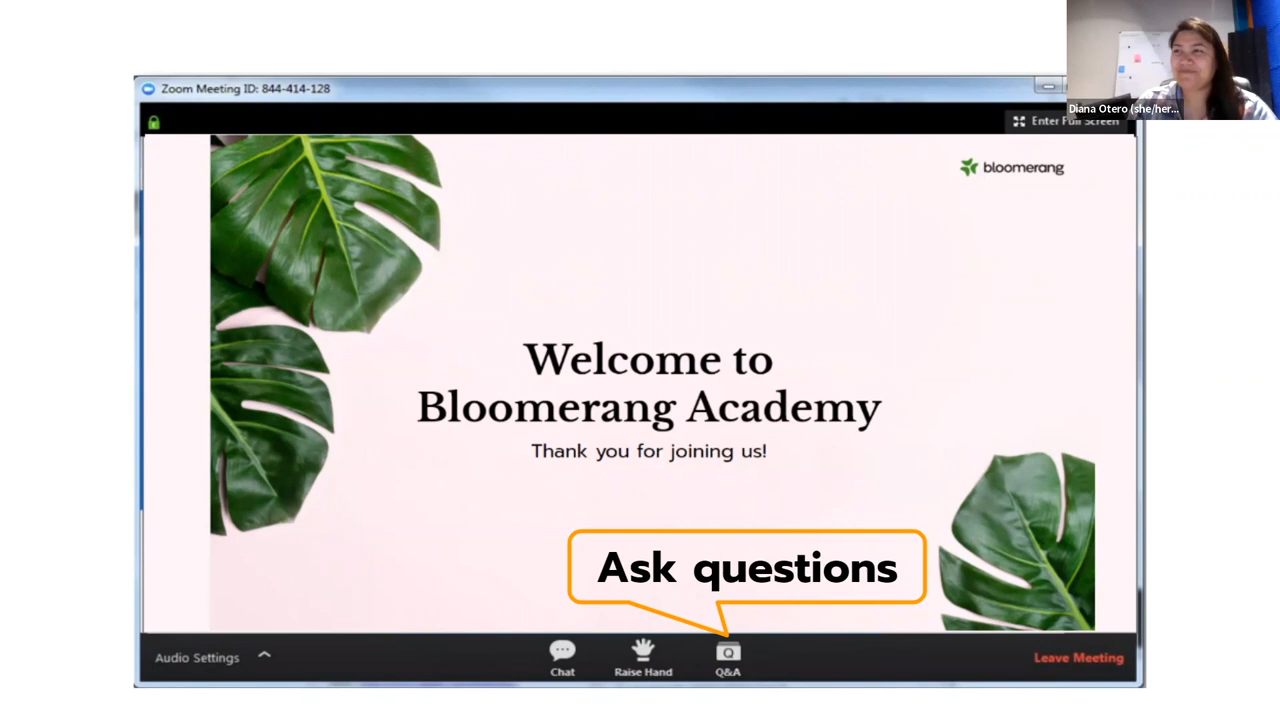 Zoom Meeting ID: 844-414-128
Diana Otero (she/her...
Enter Full Screen
bloomerang
Welcome to
Bloomerang Academy
Thank you for joining us!
Ask questions
Audio Settings
Chat
Raise Hand
Q&A
Leave Meeting